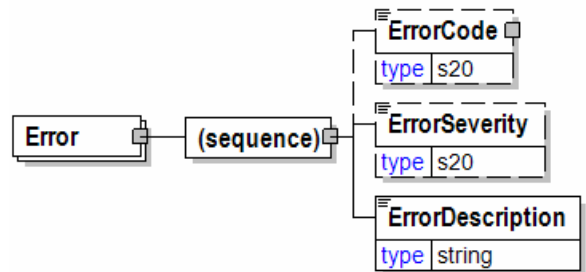 ErrorCode
type s20
Error
(sequence)
ErrorSeverity
type s20
ErrorDescription
type string